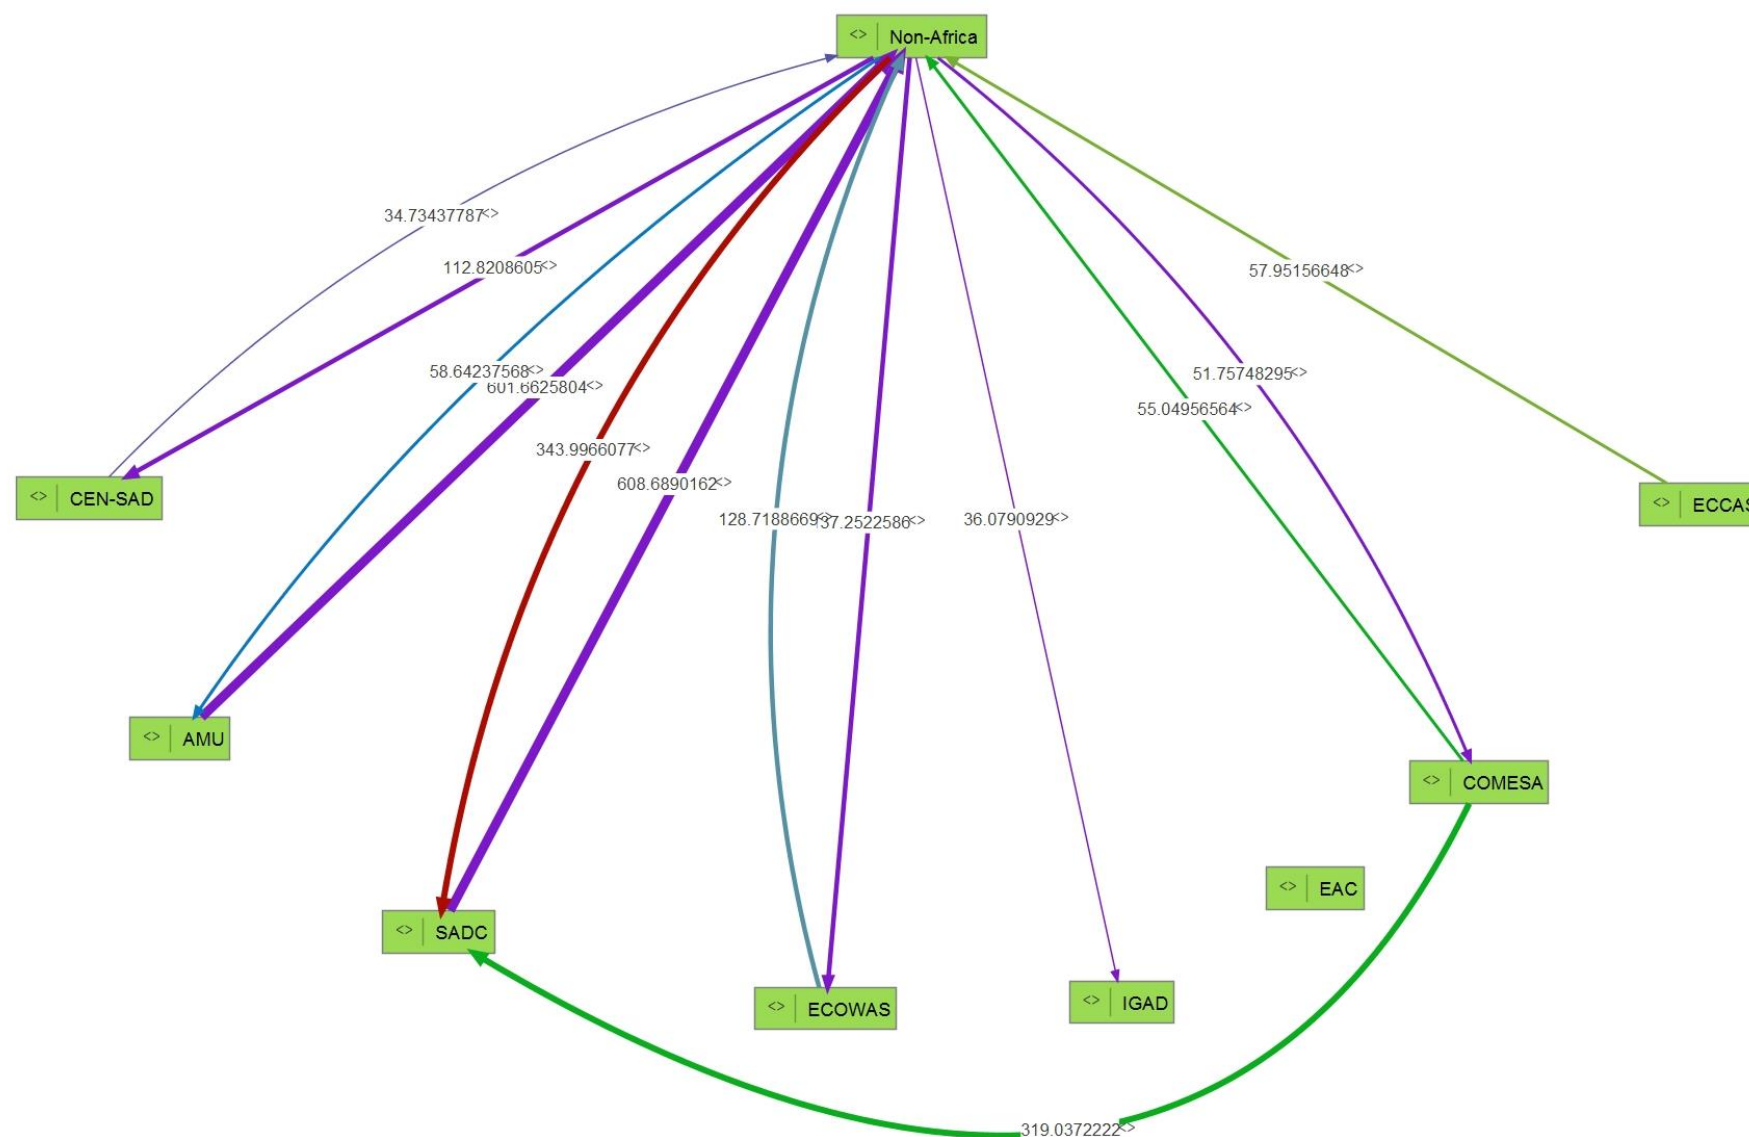 <> Non-Africa
34.73437787<>
112.8208605<>
57.95156648<>
58.64237568<>
601.6625804<>
51.75748295<>
55.04956564<>
343.9966077<>
608.6890162<>
<> CEN-SAD
<> ECCAS
128.7188669<>
37.2522586<>
36.0790929<>
<> AMU
<> COMESA
<> EAC
<> SADC
<> ECOWAS
<> IGAD
319.0372222<>